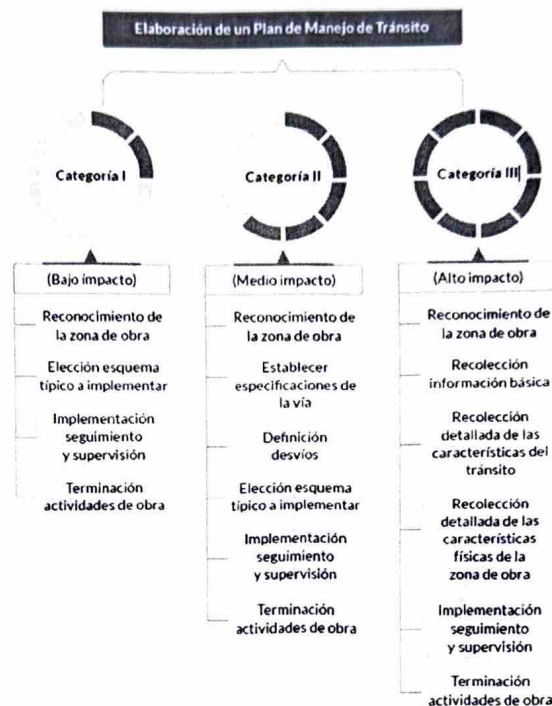 Elaboración de un Plan de Manejo de Tránsito
Categoría I
Categoría II
Categoría III
(Bajo impacto)
Reconocimiento de
la zona de obra
Elección esquema
típico a implementar
Implementación
seguimiento
y supervisión
Terminación
actividades de obra
(Medio impacto)
Reconocimiento de
la zona de obra
Establecer
especificaciones de
la vía
Definición
desvíos
Elección esquema
típico a implementar
Implementación
seguimiento
y supervisión
Terminación
actividades de obra
(Alto impacto)
Reconocimiento de
la zona de obra
Recolección
información básica
Recolección
detallada de las
características del
tránsito
Recolección
detallada de las
características
físicas de la
zona de obra
Implementación
seguimiento
y supervisión
Terminación
actividades de obra